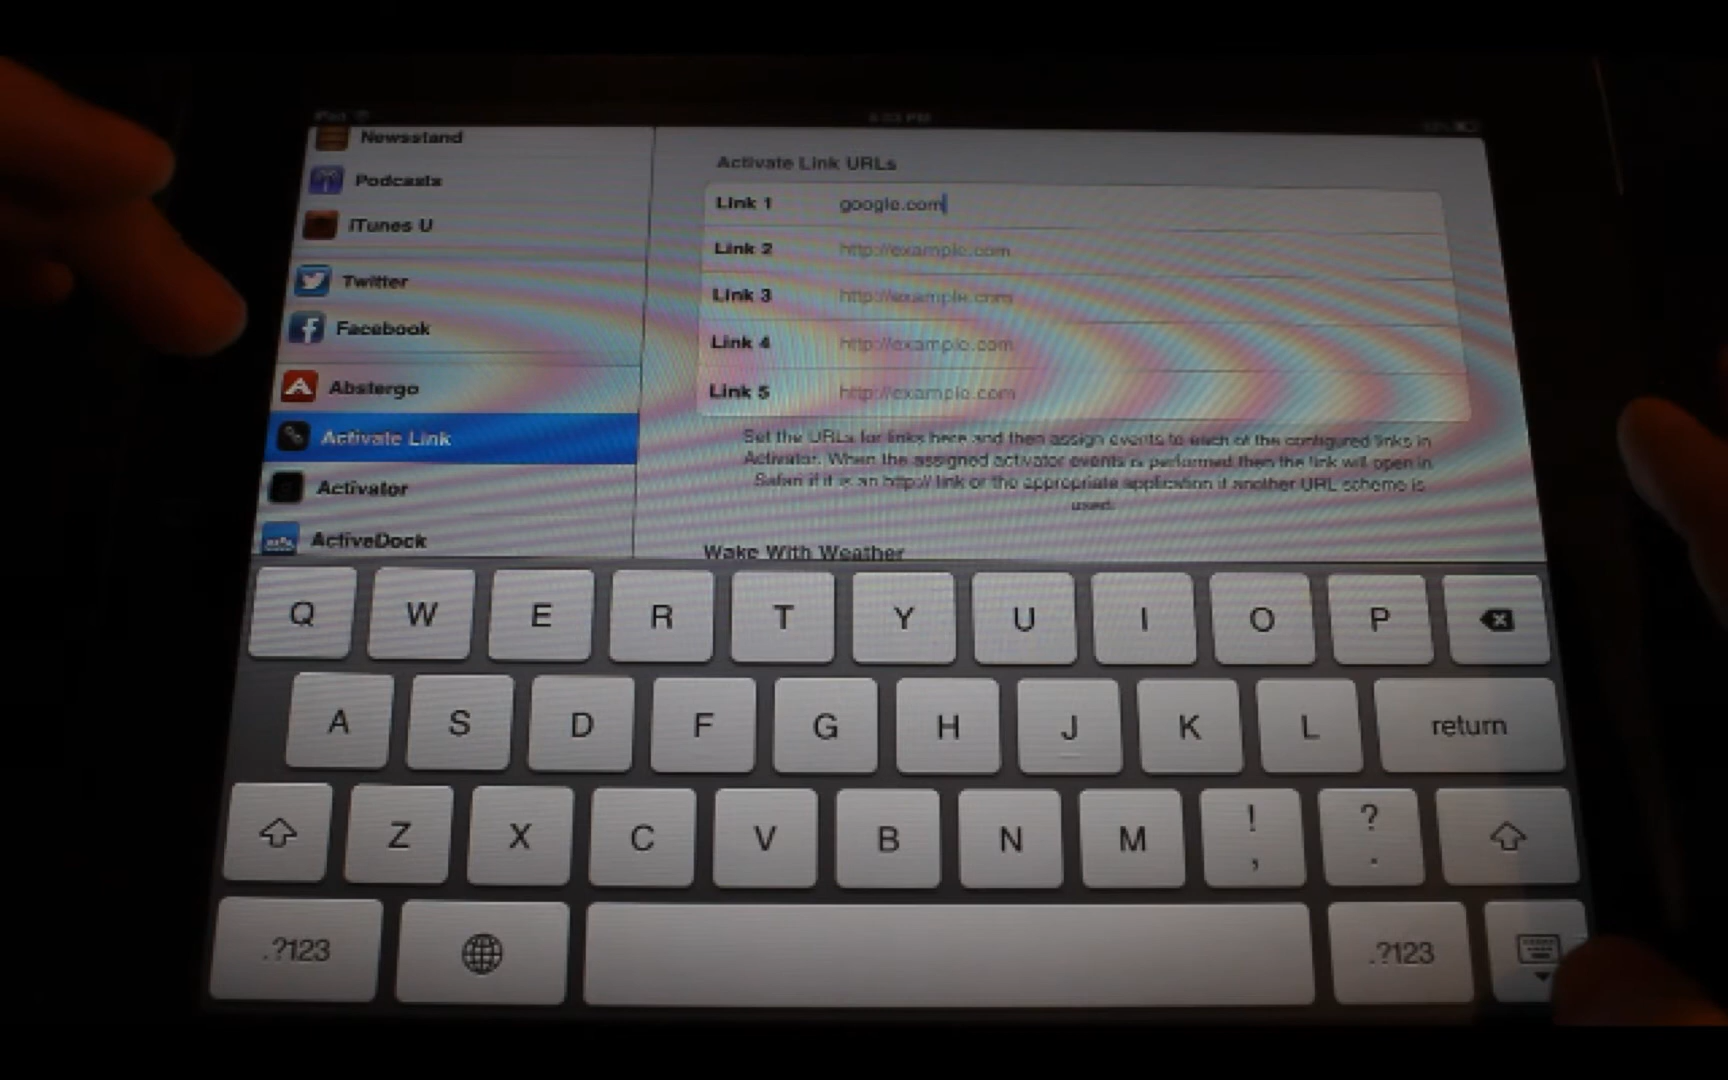 iPad
Newsstand
Podcasts
iTunes U
Twitter
Facebook
Abstergo
Activate Link
Activator
ActiveDock
Activate Link URLs
Link 1 google.com
Link 2 http://example.com
Link 3 http://example.com
Link 4 http://example.com
Link 5 http://example.com
Set the URLs for links here and then assign events to each of the configured links in
Activator. When the assigned activator events is performed then the link will open in
Safari if it is an http:// link or the appropriate application if another URL scheme is
used.
Wake With Weather
Q W E R T Y U I O P
A S D F G H J K L return
Z X C V B N M ! , ? .
.?123 .?123